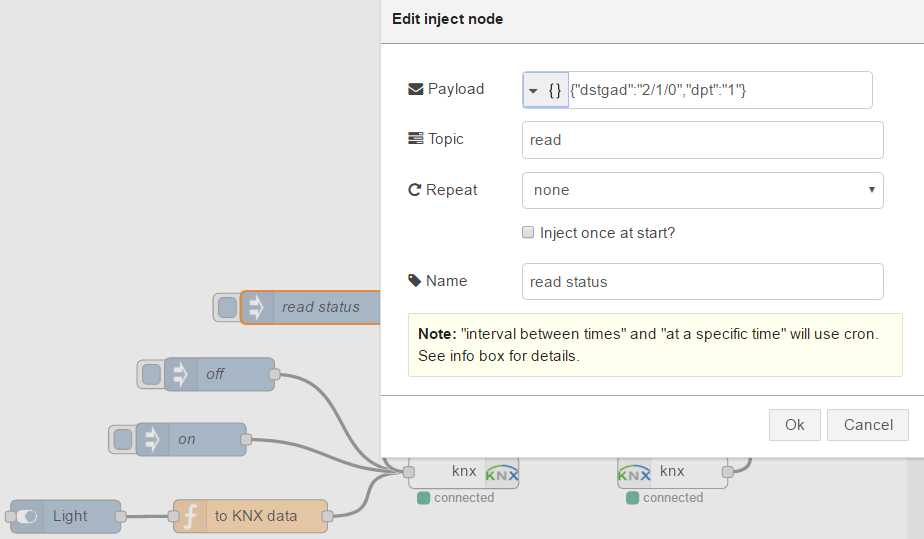 Edit inject node
Payload
{} {"dstgad":"2/1/0","dpt":"1"}
Topic
read
Repeat
none
Inject once at start?
Name
read status
Note: "interval between times" and "at a specific time" will use cron.
See info box for details.
Ok
Cancel
read status
off
on
knx KNX
connected
KNX knx
connected
Light
to KNX data